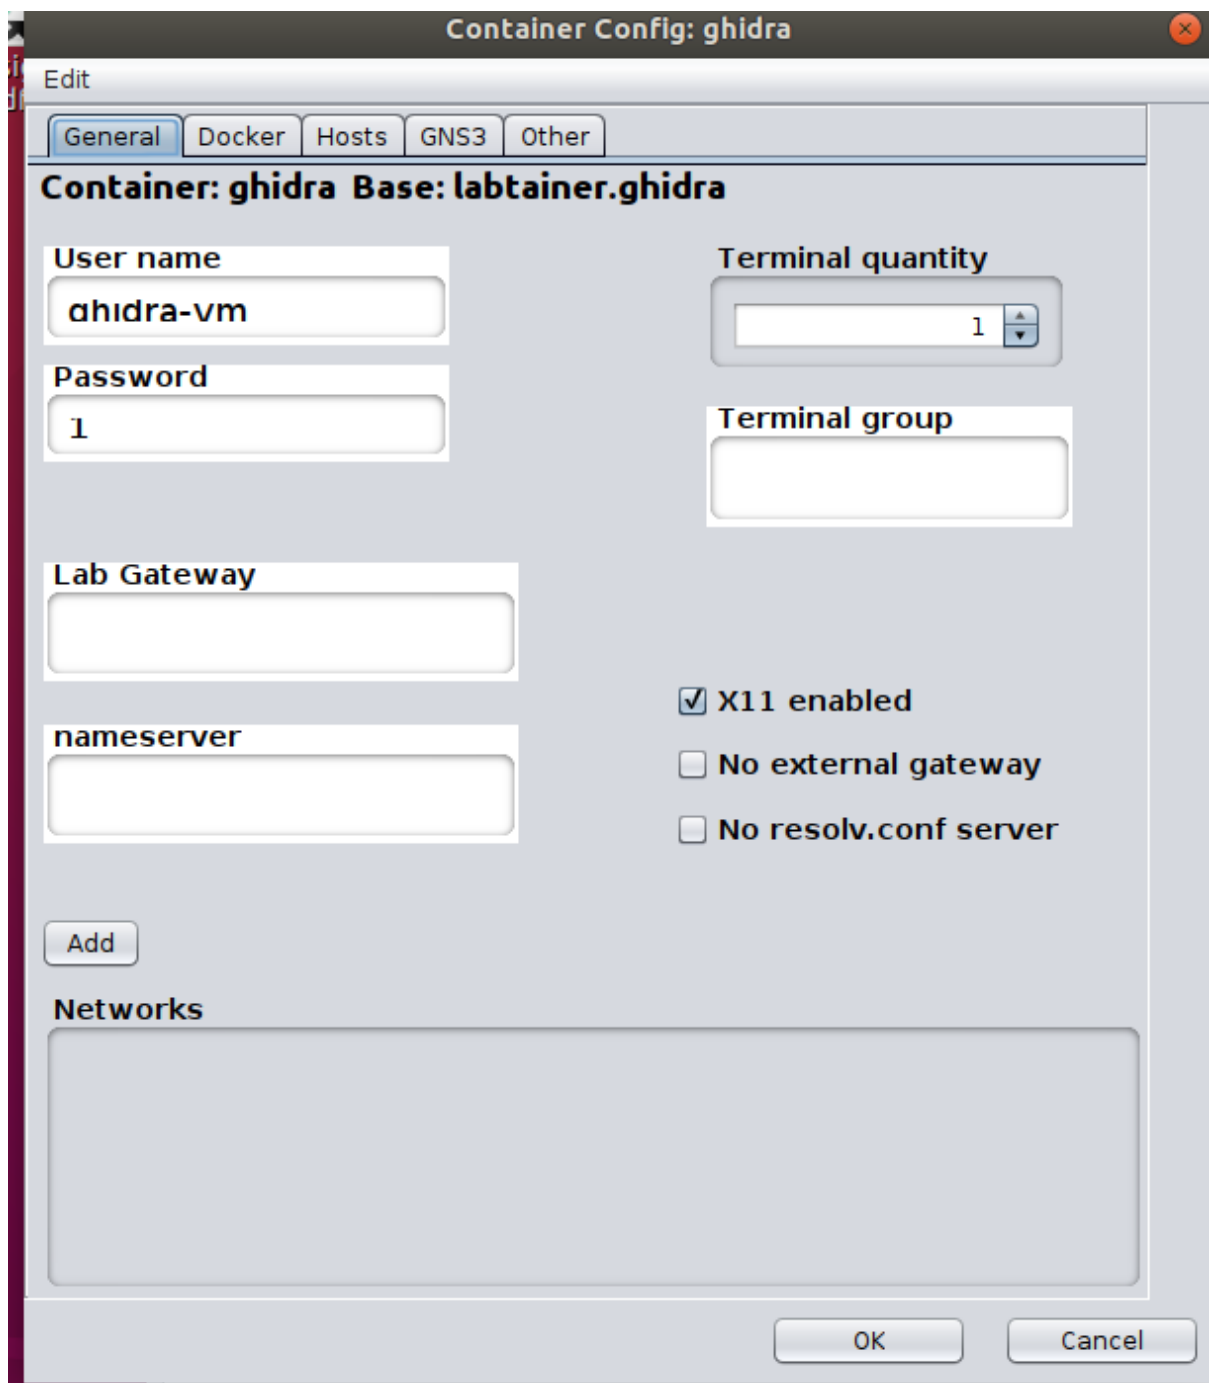 Container Config: ghidra
Edit
General Docker Hosts GNS3 Other
Container: ghidra Base: labtainer.ghidra
User name
ghidra-vm
Terminal quantity
1
Password
1
Terminal group
Lab Gateway
X11 enabled
nameserver
No external gateway
No resolv.conf server
Add
Networks
OK Cancel